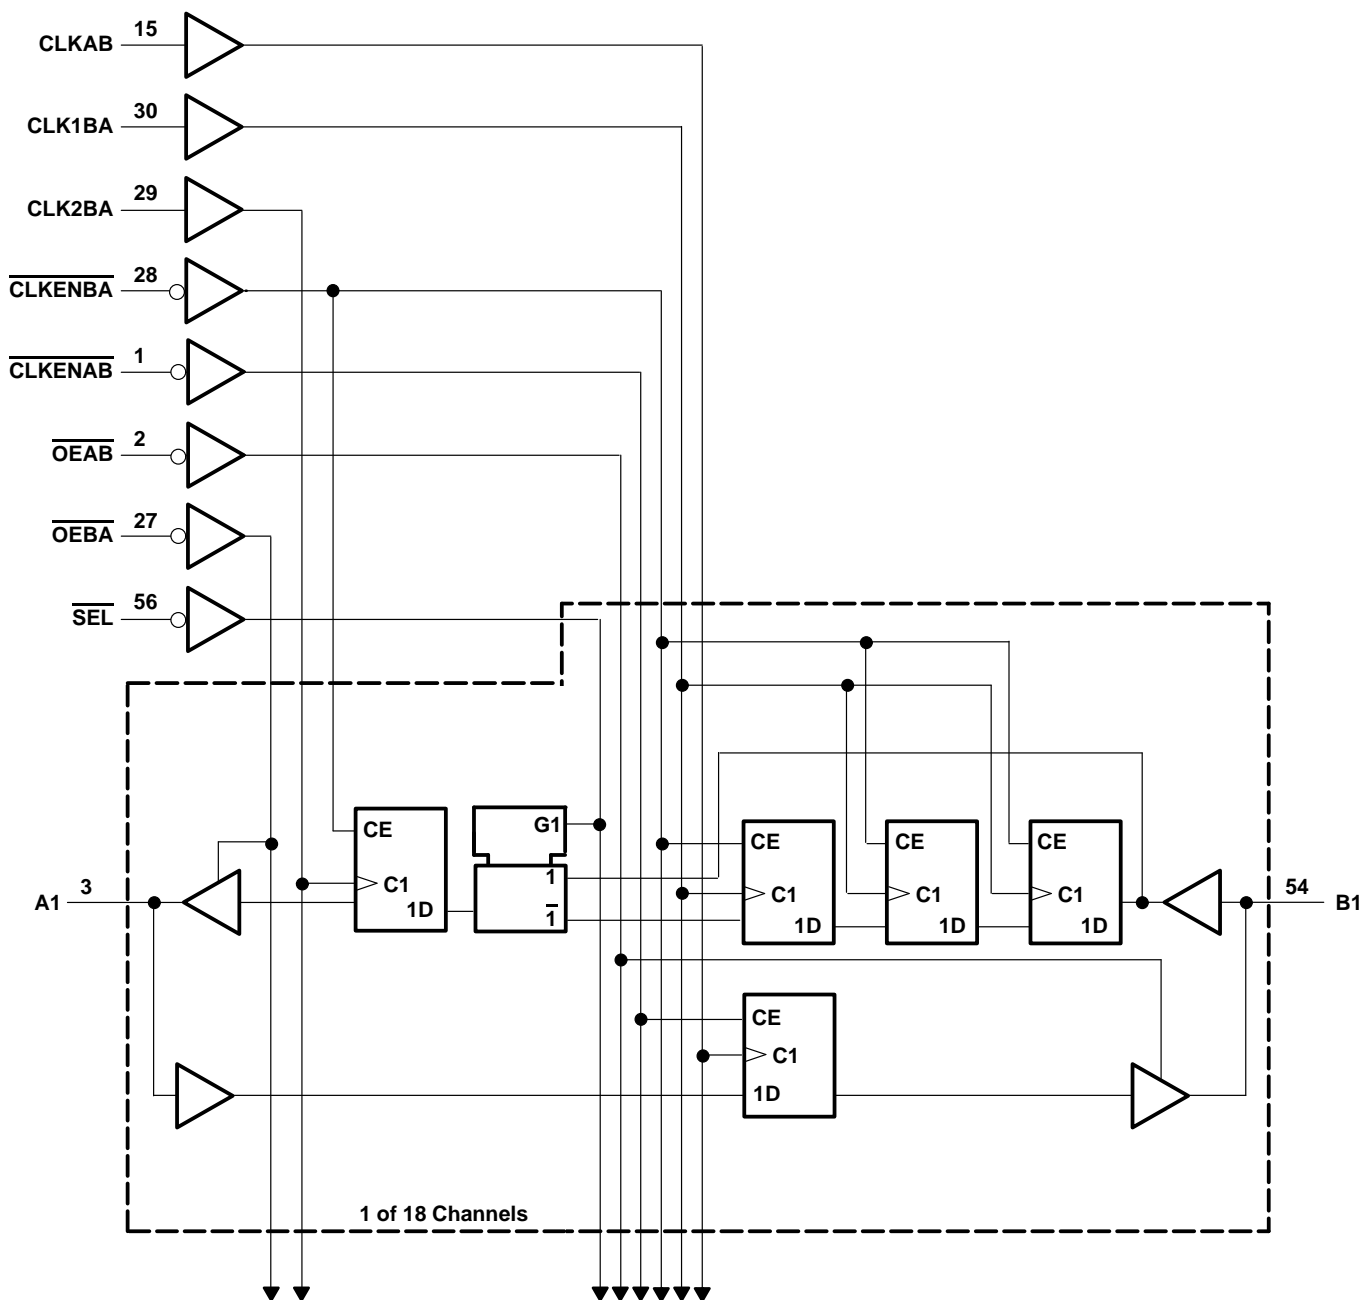 CLKAB 15
CLK1BA 30
CLK2BA 29
CLKENBA 28
CLKENAB 1
OEAB 2
OEBA 27
SEL 56
CE
C1
1D
G1
1
1
CE
C1
1D
CE
C1
1D
CE
C1
1D
A1 3
54 B1
CE
C1
1D
1 of 18 Channels